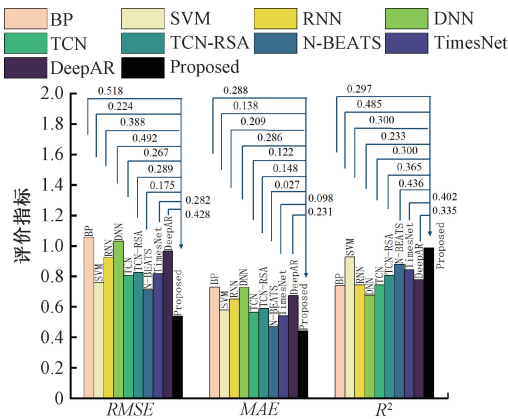 BP SVM RNN DNN
TCN TCN-RSA N-BEATS TimesNet
DeepAR Proposed
评价指标
2.0
1.8
1.6
1.4
1.2
1.0
0.8
0.6
0.4
0.2
0
0.518
0.224
0.388
0.492
0.267
0.289
0.175
0.282
0.428
BP
SVM
RNN
DNN
TCN
TCN-RSA
N-BEATS
TimesNet
DeepAR
Proposed
RMSE
0.288
0.138
0.209
0.286
0.122
0.148
0.027
0.098
0.231
BP
SVM
RNN
DNN
TCN
TCN-RSA
N-BEATS
TimesNet
DeepAR
Proposed
MAE
0.297
0.485
0.300
0.233
0.300
0.365
0.436
0.402
0.335
BP
SVM
RNN
DNN
TCN
TCN-RSA
N-BEATS
TimesNet
DeepAR
Proposed
R²